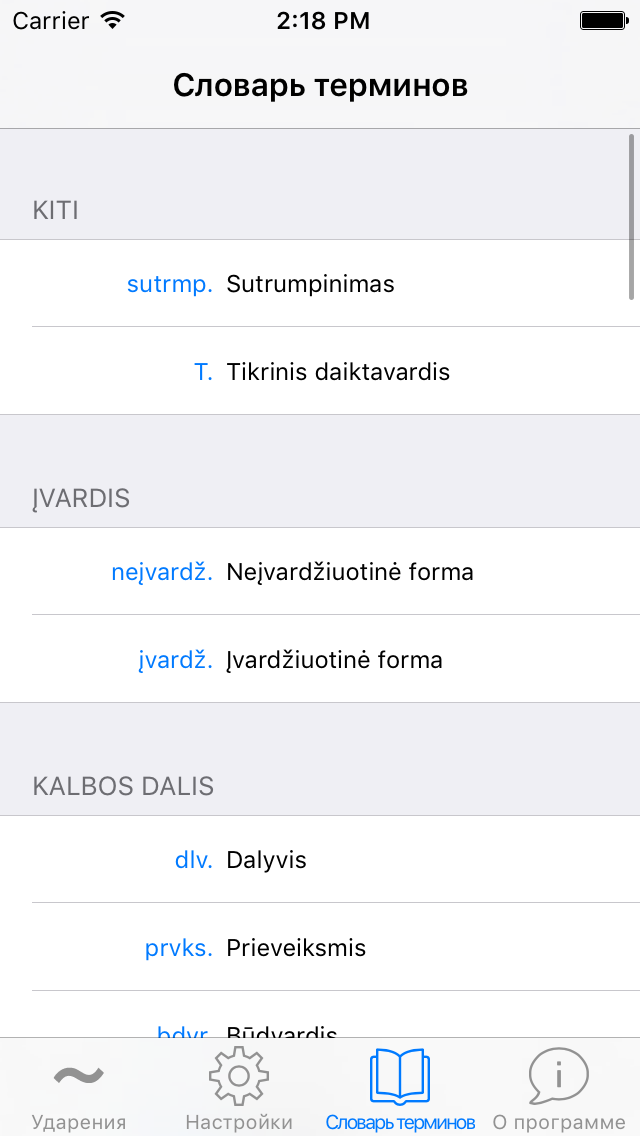 Carrier 2:18 PM
Словарь терминов
KITI
sutrmp. Sutrumpinimas
T. Tikrinis daiktavardis
ĮVARDIS
neįvardž. Neįvardžiuotinė forma
įvardž. Įvardžiuotinė forma
KALBOS DALIS
dlv. Dalyvis
prvks. Prieveiksmis
bdvr. Būdvardis
Ударения Настройки Словарь терминов О программе